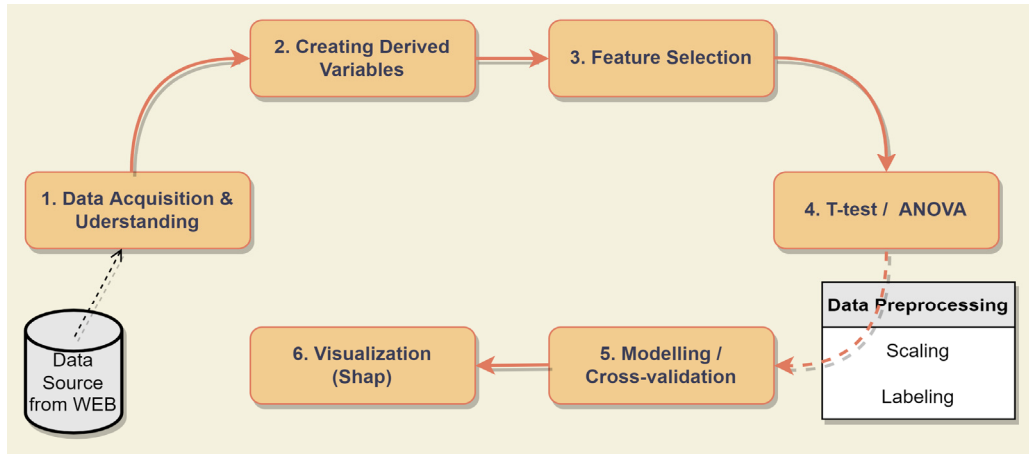 2. Creating Derived
Variables
3. Feature Selection
1. Data Acquisition &
Uderstanding
4. T-test / ANOVA
Data Preprocessing
Scaling
Labeling
5. Modelling /
Cross-validation
6. Visualization
(Shap)
Data
Source
from WEB